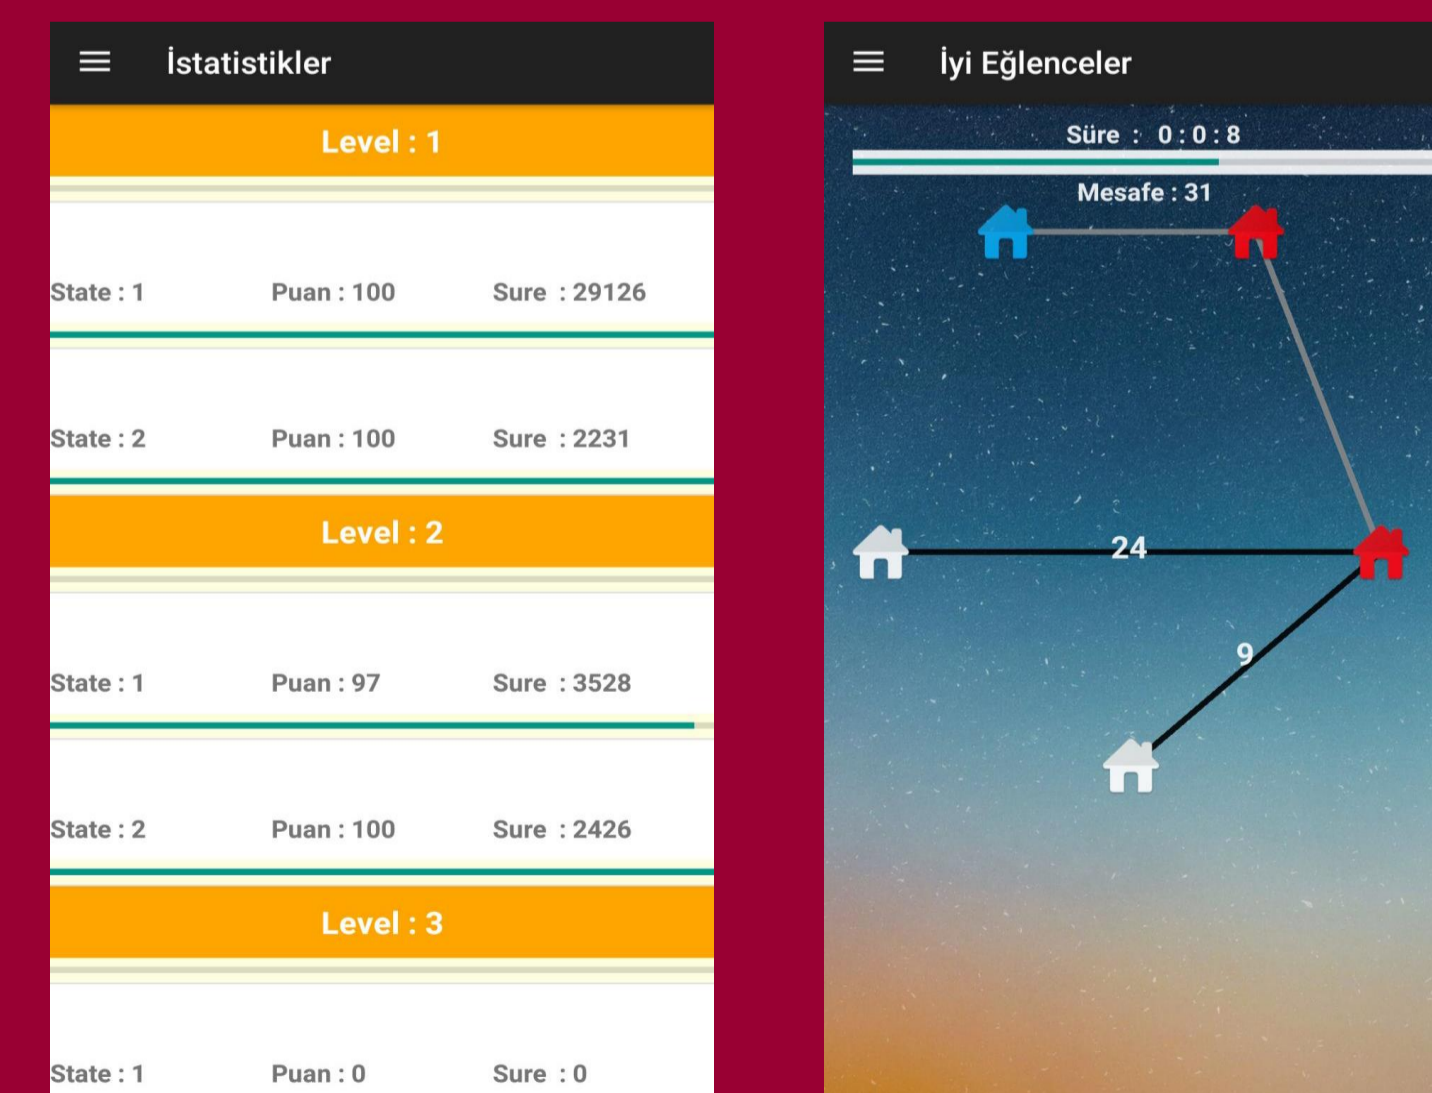 İstatistikler
Level : 1
State : 1 Puan : 100 Sure : 29126
State : 2 Puan : 100 Sure : 2231
Level : 2
State : 1 Puan : 97 Sure : 3528
State : 2 Puan : 100 Sure : 2426
Level : 3
State : 1 Puan : 0 Sure : 0
İyi Eğlenceler
Süre : 0 : 0 : 8
Mesafe : 31
24
9